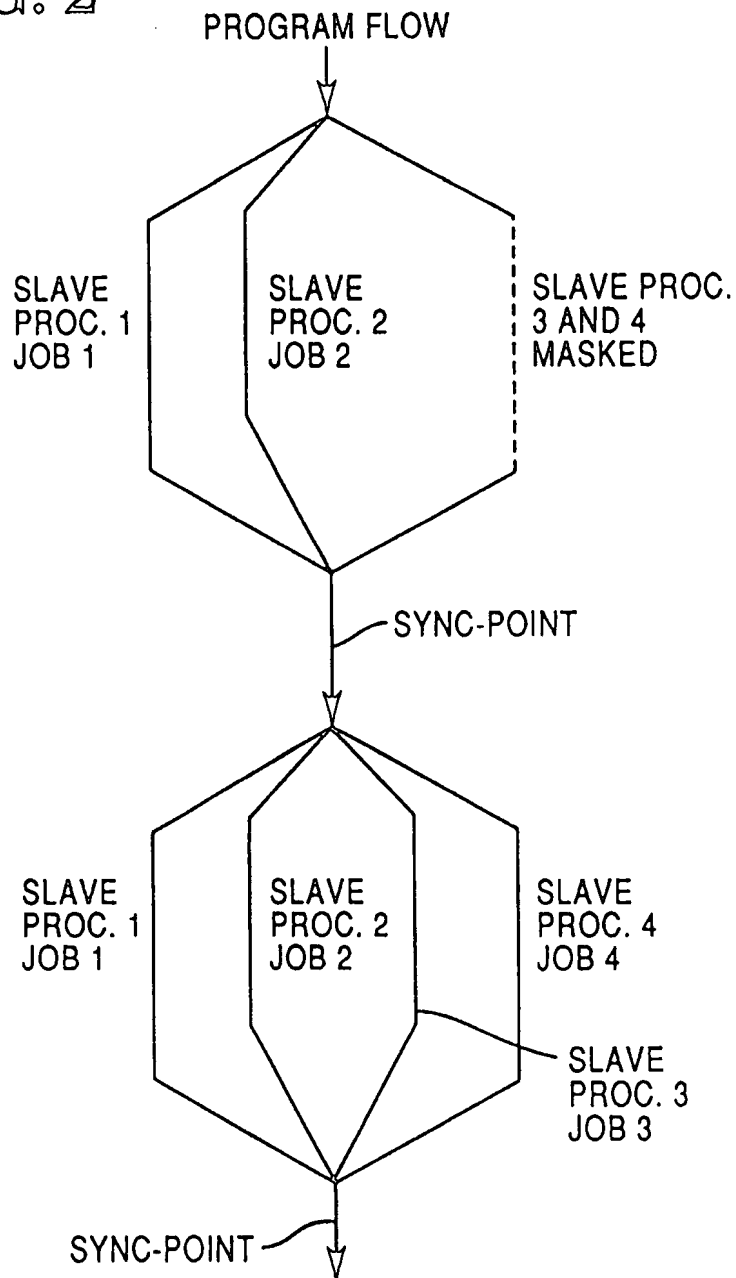 PROGRAM FLOW
SLAVE
PROC. 1
JOB 1
SLAVE
PROC. 2
JOB 2
SLAVE PROC.
3 AND 4
MASKED
SYNC-POINT
SLAVE
PROC. 1
JOB 1
SLAVE
PROC. 2
JOB 2
SLAVE
PROC. 4
JOB 4
SLAVE
PROC. 3
JOB 3
SYNC-POINT